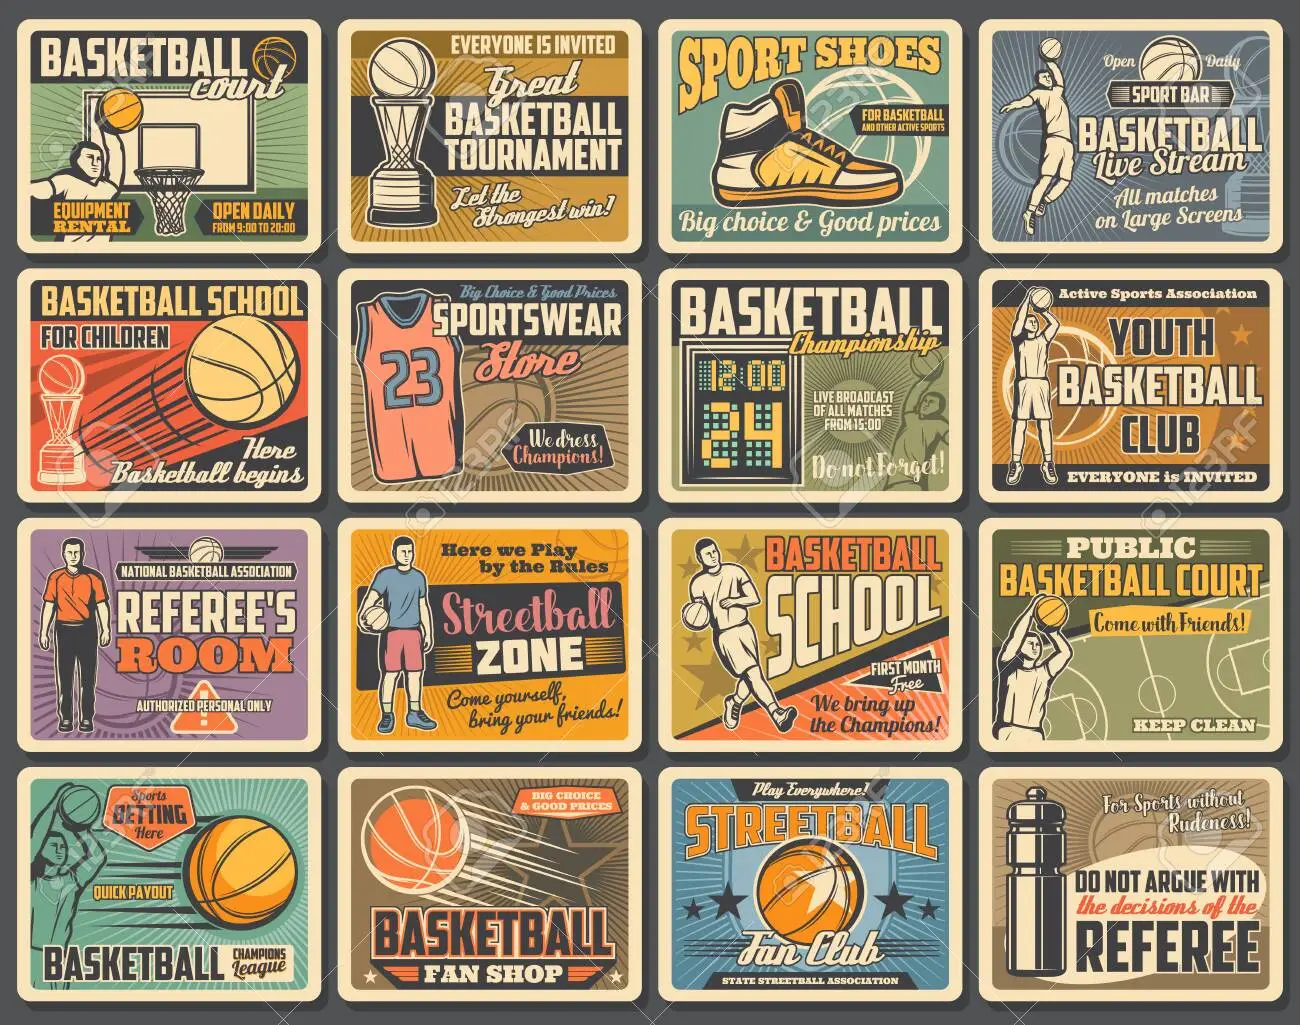 BASKETBALL
court
EQUIPMENT
RENTAL
OPEN DAILY
FROM 9:00 TO 20:00
EVERYONE IS INVITED
Great
BASKETBALL
TOURNAMENT
Let the
Strongest win!
SPORT SHOES
FOR BASKETBALL
AND OTHER ACTIVE SPORTS
Big choice & Good prices
Open Daily
SPORT BAR
BASKETBALL
Live Stream
All matches
on Large Screens
BASKETBALL SCHOOL
FOR CHILDREN
Here
Basketball begins
Big Choice & Good Prices
SPORTSWEAR
Store
23
We dress
Champions!
BASKETBALL
Championship
12:00
24
LIVE BROADCAST
OF ALL MATCHES
FROM 15:00
Do not Forget!
Active Sports Association
YOUTH
BASKETBALL
CLUB
EVERYONE is INVITED
NATIONAL BASKETBALL ASSOCIATION
REFEREE'S
ROOM
AUTHORIZED PERSONAL ONLY
!
Here we Play
by the Rules
Streetball
ZONE
Come yourself,
bring your friends!
BASKETBALL
SCHOOL
FIRST MONTH
Free
We bring up
the Champions!
PUBLIC
BASKETBALL COURT
Come with Friends!
KEEP CLEAN
Sports
BETTING
Here
QUICK PAYOUT
BASKETBALL
CHAMPIONS
League
BIG CHOICE
& GOOD PRICES
BASKETBALL
FAN SHOP
Play Everywhere!
STREETBALL
Fan Club
STATE STREETBALL ASSOCIATION
For Sports without
Rudeness!
DO NOT ARGUE WITH
the decisions of the
REFEREE
123RF